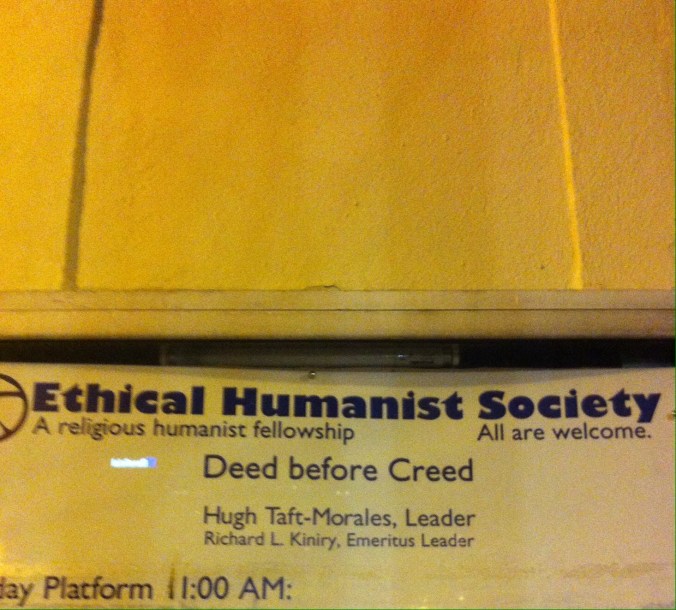 Ethical Humanist Society
A religious humanist fellowship All are welcome.
Deed before Creed
Hugh Taft-Morales, Leader
Richard L. Kiniry, Emeritus Leader
day Platform 11:00 AM: